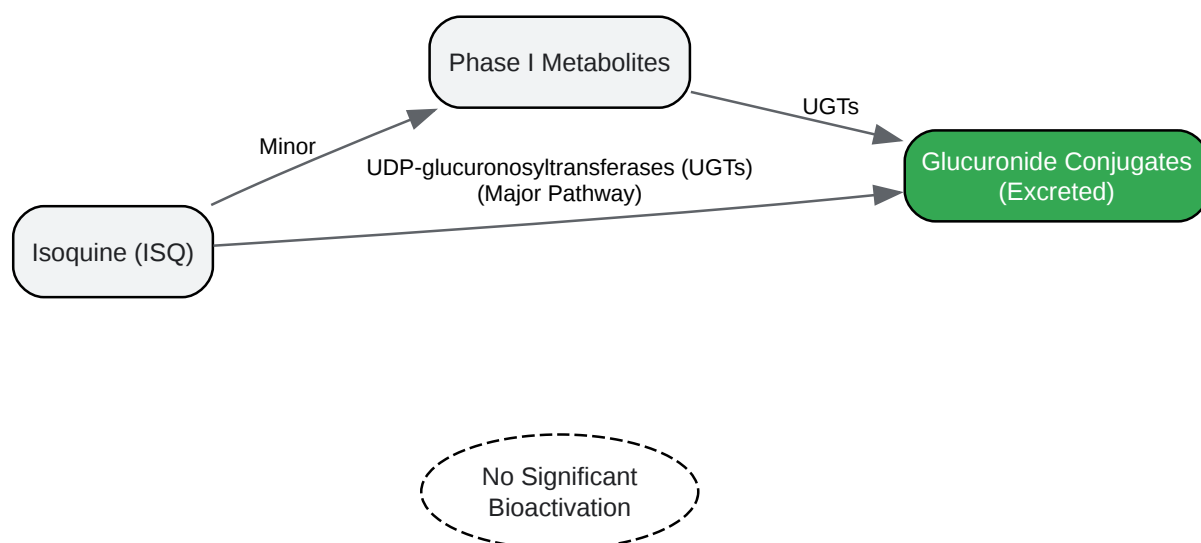 Phase I Metabolites
UGTs
Minor
UDP-glucuronosyltransferases (UGTs)
(Major Pathway)
Glucuronide Conjugates
(Excreted)
Isoquine (ISQ)
No Significant
Bioactivation